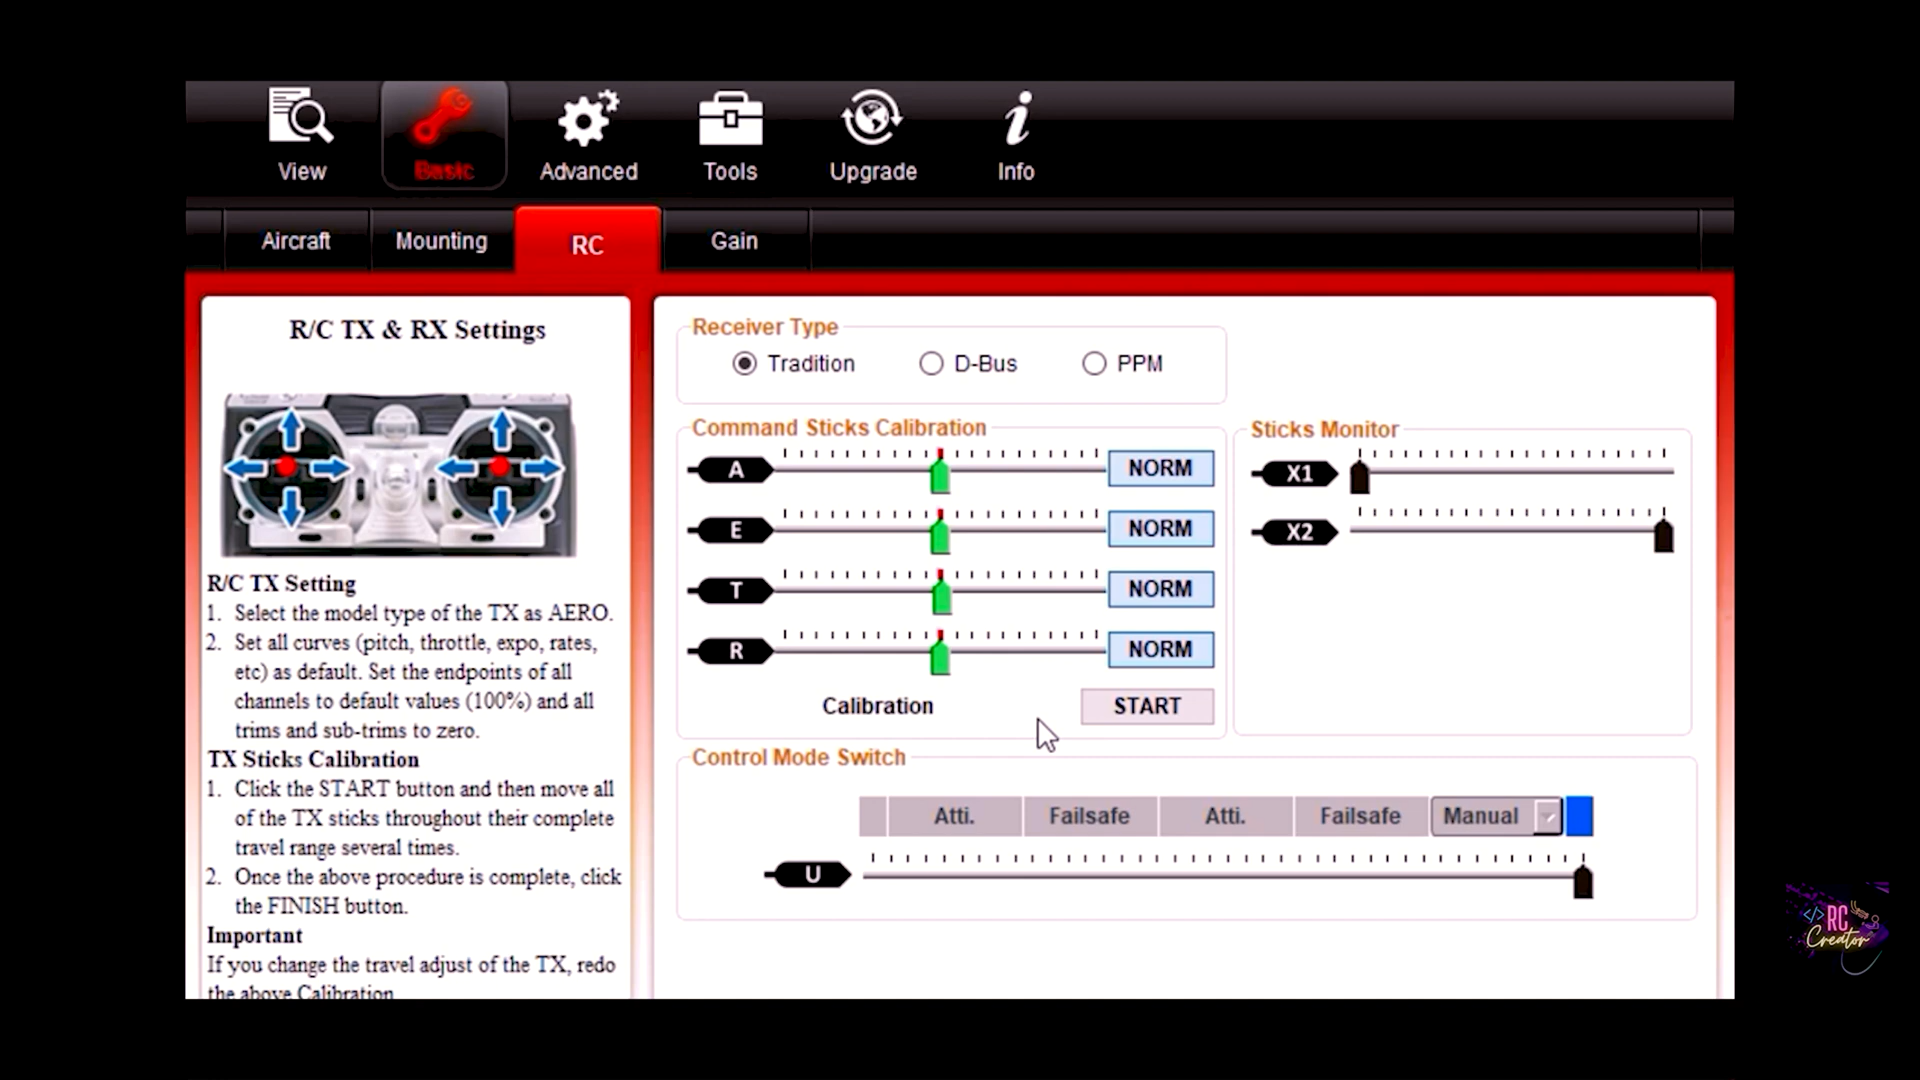 View
Basic
Advanced
Tools
Upgrade
Info
Aircraft
Mounting
RC
Gain
R/C TX & RX Settings
R/C TX Setting
1. Select the model type of the TX as AERO.
2. Set all curves (pitch, throttle, expo, rates,
etc) as default. Set the endpoints of all
channels to default values (100%) and all
trims and sub-trims to zero.
TX Sticks Calibration
1. Click the START button and then move all
of the TX sticks throughout their complete
travel range several times.
2. Once the above procedure is complete, click
the FINISH button.
Important
If you change the travel adjust of the TX, redo
the above Calibration
Receiver Type
Tradition
D-Bus
PPM
Command Sticks Calibration
A NORM
E NORM
T NORM
R NORM
Calibration START
Sticks Monitor
X1
X2
Control Mode Switch
Atti. Failsafe Atti. Failsafe Manual
U
</> RC
Creator